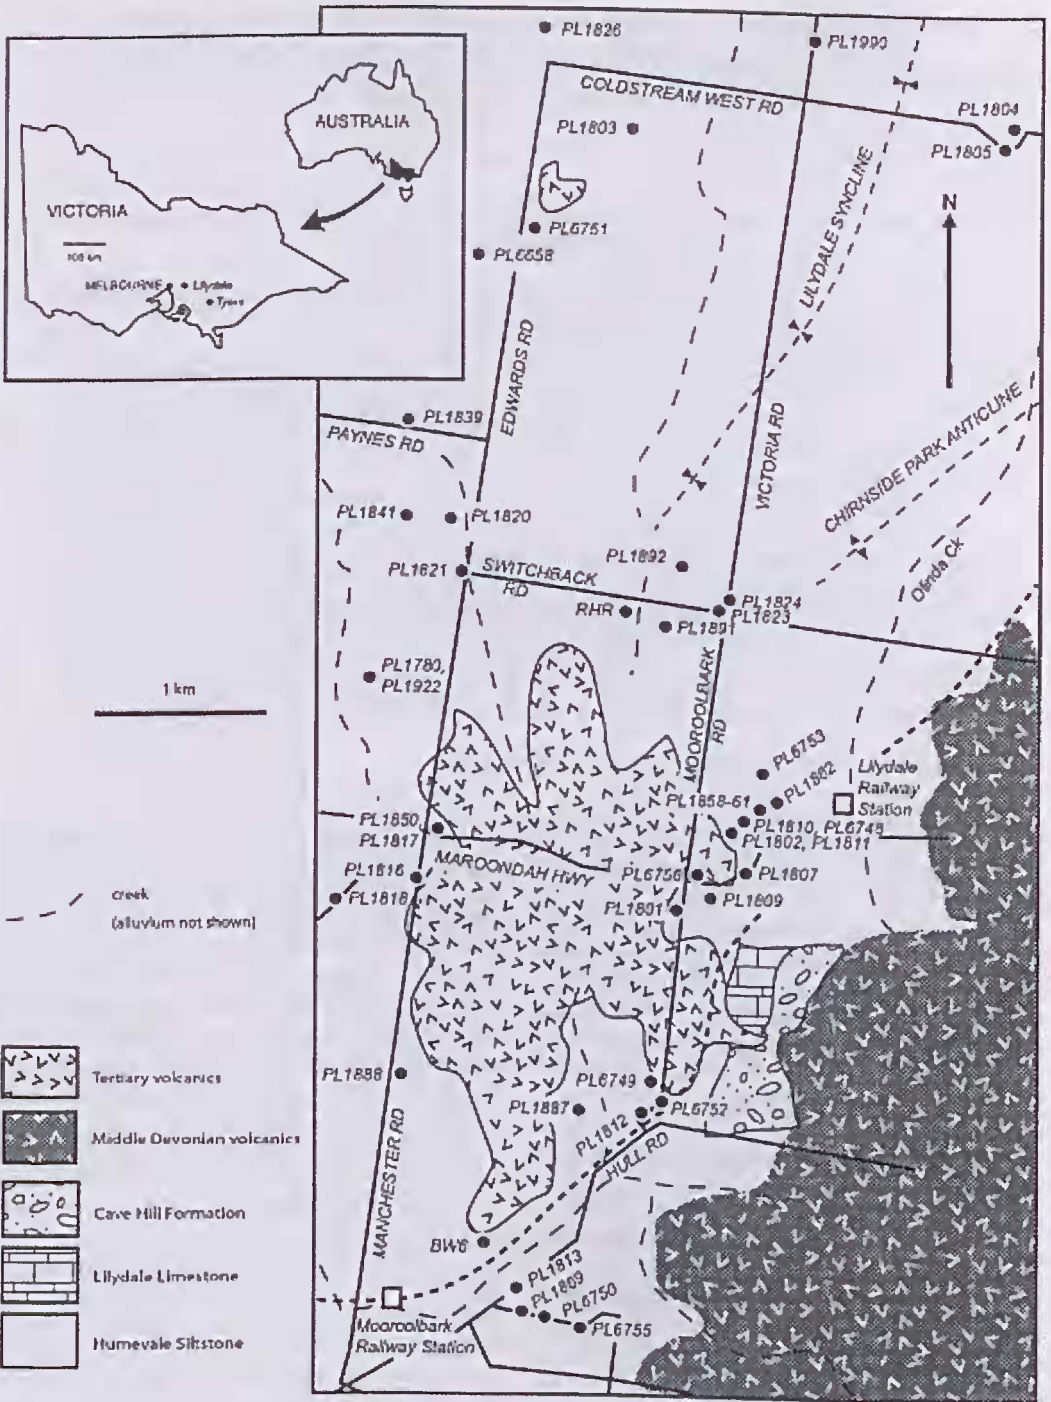 AUSTRALIA
VICTORIA
100 km
MELBOURNE
Lilydale
Tyers
PL1826
PL1990
COLDSTREAM WEST RD
PL1803
PL1804
PL1805
LILYDALE SYNCLINE
N
PL6751
PL6658
EDWARDS RD
VICTORIA RD
PL1839
PAYNES RD
CHIRNSIDE PARK ANTICLINE
PL1841
PL1820
PL1892
Olinda Ck
PL1621
SWITCHBACK
RD
RHR
PL1824
PL1823
PL1891
PL1780,
PL1922
1 km
MOOROOLBARK
RD
PL6753
PL1862
Lilydale
Railway
Station
PL1858-61
PL1810, PL6748
PL1802, PL1811
PL1850,
PL1817
MAROONDAH HWY
PL1816
PL1818
PL6756
PL1807
PL1809
PL1801
creek
(alluvium not shown)
PL1888
PL6749
PL1887
PL6752
PL1812
HULL RD
MANCHESTER RD
BW6
PL1813
PL1869
PL6750
PL6755
Mooroolbark
Railway Station
Tertiary volcanics
Middle Devonian volcanics
Cave Hill Formation
Lilydale Limestone
Humevale Siltstone